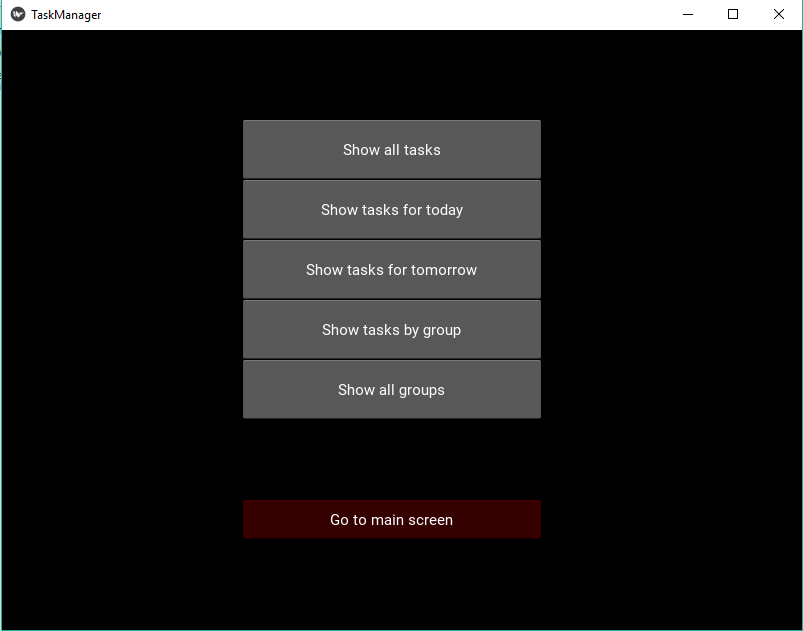 TaskManager
Show all tasks
Show tasks for today
Show tasks for tomorrow
Show tasks by group
Show all groups
Go to main screen